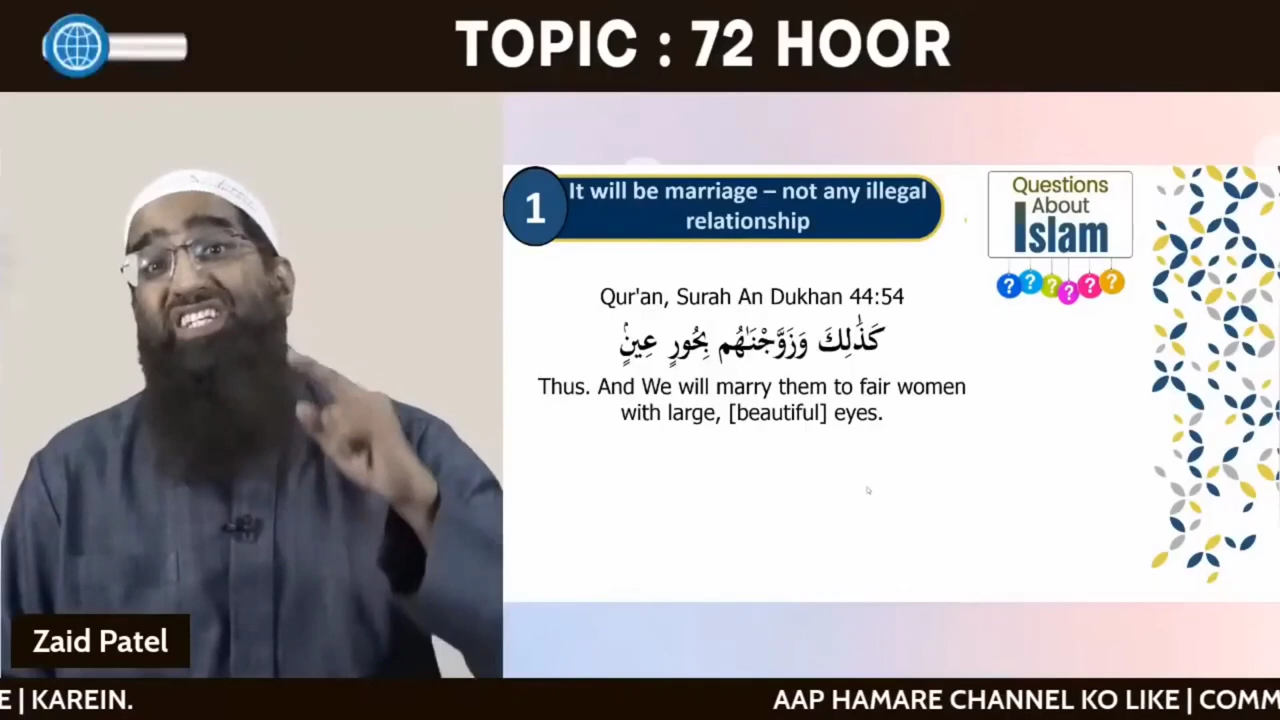 TOPIC : 72 HOOR
1
It will be marriage – not any illegal
relationship
Questions
About
Islam
? ? ? ? ? ?
Qur'an, Surah An Dukhan 44:54
كَذَٰلِكَ وَزَوَّجْنَـٰهُم بِحُورٍ عِينٍۢ
Thus. And We will marry them to fair women
with large, [beautiful] eyes.
Zaid Patel
E | KAREIN.
AAP HAMARE CHANNEL KO LIKE | COMM